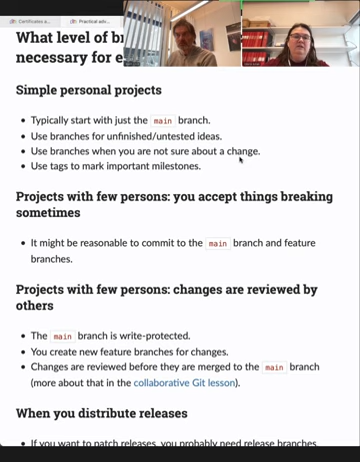 Certificates a...
Practical adv...
What level of
necessary for
Simple personal projects
Typically start with just the main branch.
Use branches for unfinished/untested ideas.
Use branches when you are not sure about a change.
Use tags to mark important milestones.
Projects with few persons: you accept things breaking
sometimes
It might be reasonable to commit to the main branch and feature
branches.
Projects with few persons: changes are reviewed by
others
The main branch is write-protected.
You create new feature branches for changes.
Changes are reviewed before they are merged to the main branch
(more about that in the collaborative Git lesson).
When you distribute releases
If you want to patch releases, you probably need release branches.